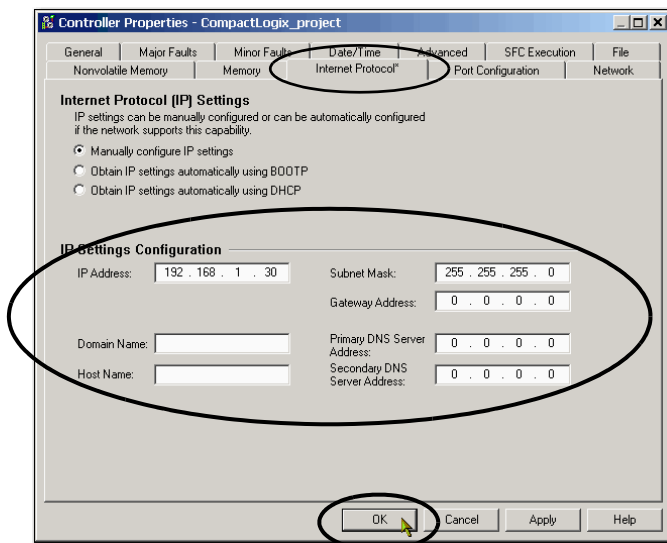 Controller Properties - CompactLogix_project
General Major Faults Minor Faults Date/Time Advanced SFC Execution File
Nonvolatile Memory Memory Internet Protocol* Port Configuration Network
Internet Protocol (IP) Settings
IP settings can be manually configured or can be automatically configured
if the network supports this capability.
Manually configure IP settings
Obtain IP settings automatically using BOOTP
Obtain IP settings automatically using DHCP
IP Settings Configuration
IP Address: 192 . 168 . 1 . 30 Subnet Mask: 255 . 255 . 255 . 0
Gateway Address: 0 . 0 . 0 . 0
Domain Name: Primary DNS Server
Address: 0 . 0 . 0 . 0
Host Name: Secondary DNS
Server Address: 0 . 0 . 0 . 0
OK Cancel Apply Help